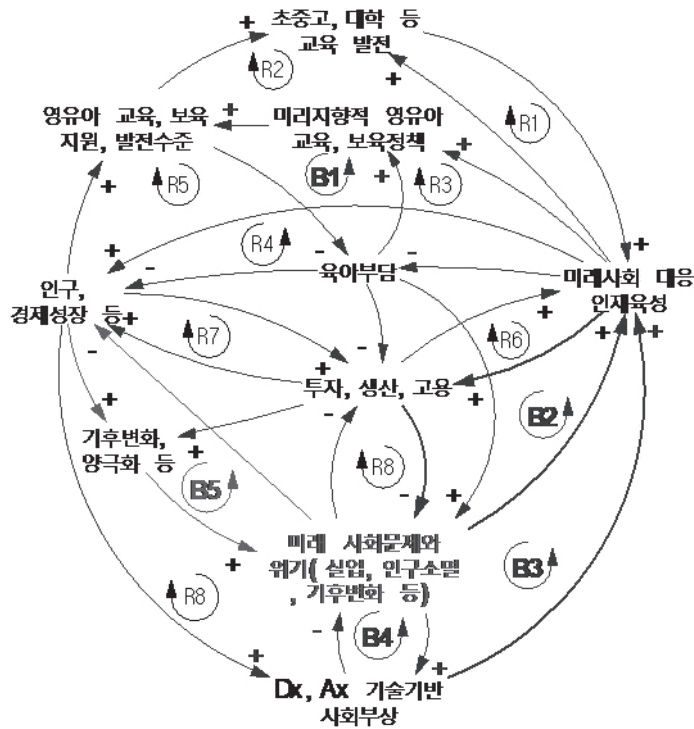 초중고, 대학 등
교육 발전
+
R2
+
영유아 교육, 보육
지원, 발전수준
+
미리지향적 영유아
교육, 보육정책
+
R1
R5
B1
+
R3
+
R4
+
-
-
육아부담
-
+
인구,
경제성장 등
+
미래사회 대응
인재육성
+
+
R7
+
R6
-
-
+
투자, 생산, 고용
-
+
+
기후변화,
양극화 등
+
B2
B5
R8
-
+
미래 사회문제와
위기( 실업, 인구소멸
, 기후변화 등)
+
B3
R8
-
B4
+
+
Dx, Ax 기술기반
사회부상